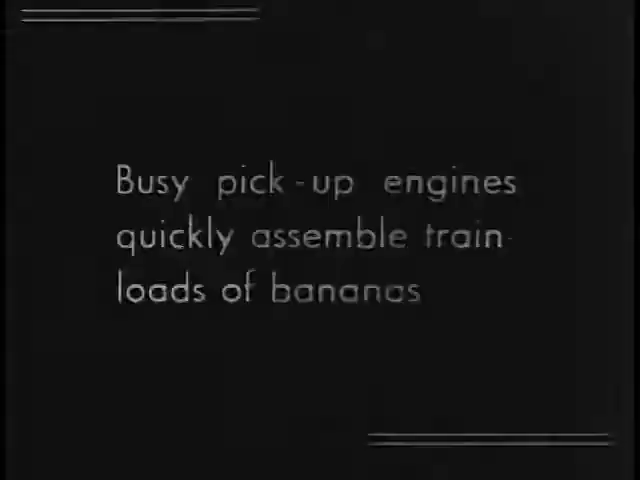 Busy pick-up engines
quickly assemble train-
loads of bananas